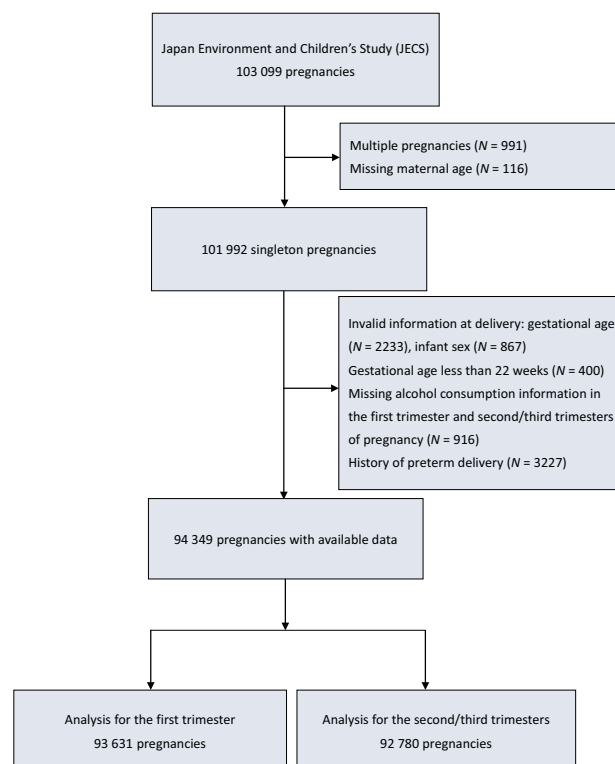 Japan Environment and Children's Study (JECS)
103 099 pregnancies
Multiple pregnancies (N = 991)
Missing maternal age (N = 116)
101 992 singleton pregnancies
Invalid information at delivery: gestational age
(N = 2233), infant sex (N = 867)
Gestational age less than 22 weeks (N = 400)
Missing alcohol consumption information in
the first trimester and second/third trimesters
of pregnancy (N = 916)
History of preterm delivery (N = 3227)
94 349 pregnancies with available data
Analysis for the first trimester
93 631 pregnancies
Analysis for the second/third trimesters
92 780 pregnancies